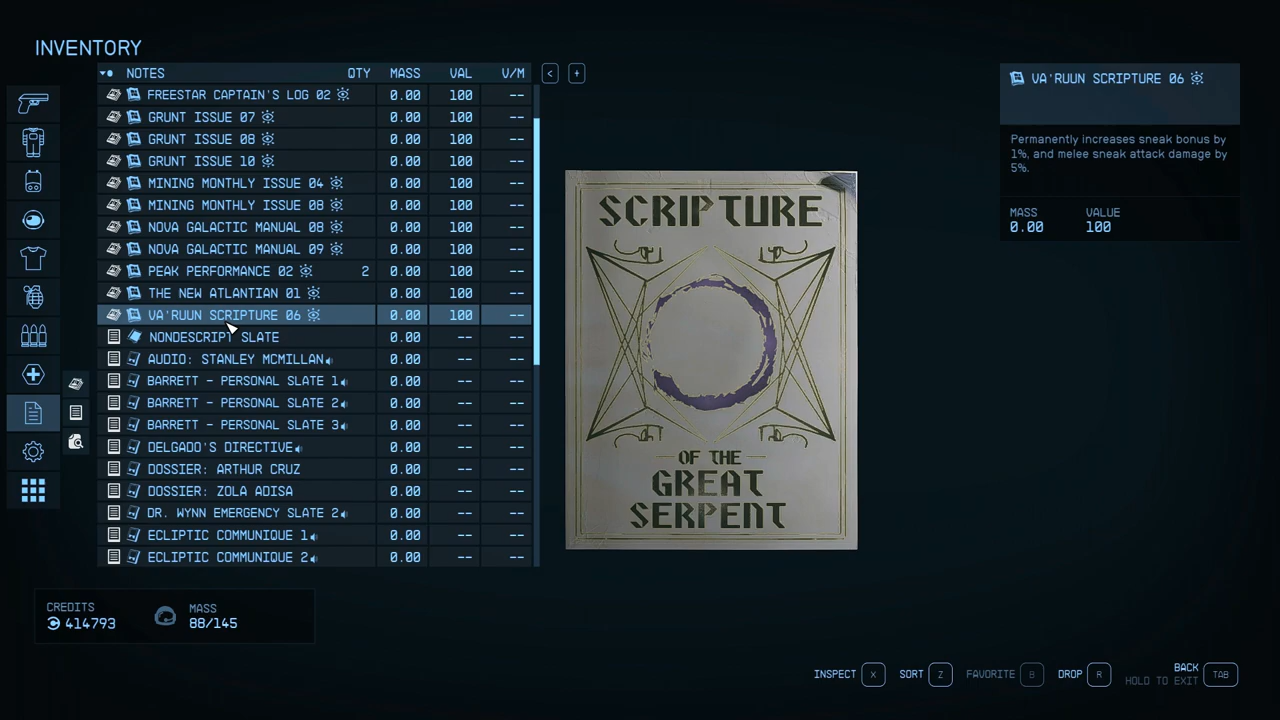 INVENTORY
NOTES QTY MASS VAL V/M
FREESTAR CAPTAIN'S LOG 02 0.00 100 --
GRUNT ISSUE 07 0.00 100 --
GRUNT ISSUE 08 0.00 100 --
GRUNT ISSUE 10 0.00 100 --
MINING MONTHLY ISSUE 04 0.00 100 --
MINING MONTHLY ISSUE 08 0.00 100 --
NOVA GALACTIC MANUAL 08 0.00 100 --
NOVA GALACTIC MANUAL 09 0.00 100 --
PEAK PERFORMANCE 02 2 0.00 100 --
THE NEW ATLANTIAN 01 0.00 100 --
VA'RUUN SCRIPTURE 06 0.00 100 --
NONDESCRIPT SLATE 0.00 -- --
AUDIO: STANLEY MCMILLAN 0.00 -- --
BARRETT - PERSONAL SLATE 1 0.00 -- --
BARRETT - PERSONAL SLATE 2 0.00 -- --
BARRETT - PERSONAL SLATE 3 0.00 -- --
DELGADO'S DIRECTIVE 0.00 -- --
DOSSIER: ARTHUR CRUZ 0.00 -- --
DOSSIER: ZOLA ADISA 0.00 -- --
DR. WYNN EMERGENCY SLATE 2 0.00 -- --
ECLIPTIC COMMUNIQUE 1 0.00 -- --
ECLIPTIC COMMUNIQUE 2 0.00 -- --
< +
SCRIPTURE
OF THE
GREAT
SERPENT
VA'RUUN SCRIPTURE 06
Permanently increases sneak bonus by
1%, and melee sneak attack damage by
5%.
MASS VALUE
0.00 100
CREDITS MASS
414793 88/145
INSPECT X SORT Z FAVORITE B DROP R BACK TAB
HOLD TO EXIT